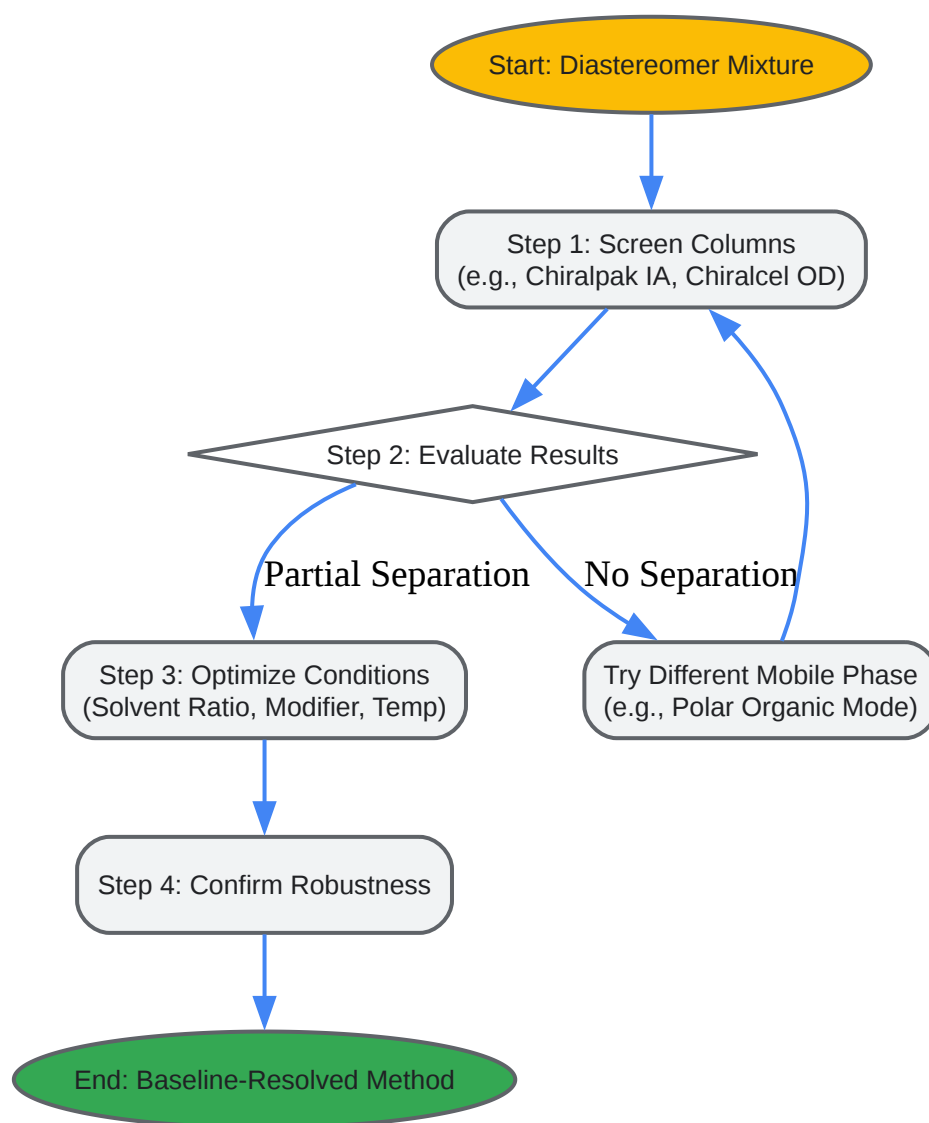 Start: Diastereomer Mixture
Step 1: Screen Columns
(e.g., Chiralpak IA, Chiralcel OD)
Step 2: Evaluate Results
Partial Separation
No Separation
Step 3: Optimize Conditions
(Solvent Ratio, Modifier, Temp)
Try Different Mobile Phase
(e.g., Polar Organic Mode)
Step 4: Confirm Robustness
End: Baseline-Resolved Method